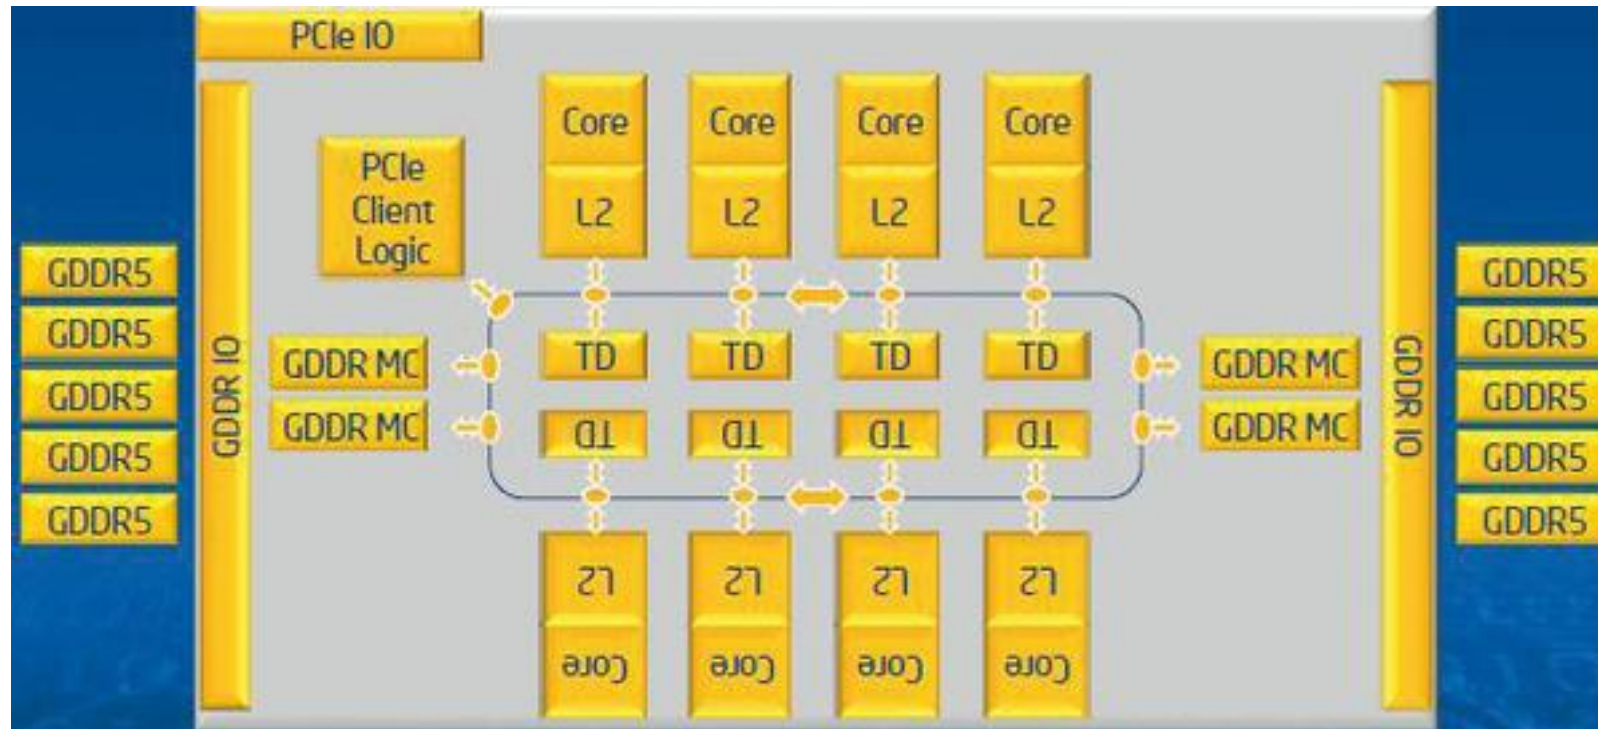 PCIe IO
Core Core Core Core
PCIe
Client
Logic
L2 L2 L2 L2
GDDR5
GDDR5
GDDR5
GDDR5
GDDR5
GDDR IO
GDDR MC
GDDR MC
TD TD TD TD
TD TD TD TD
GDDR MC
GDDR MC
GDDR IO
GDDR5
GDDR5
GDDR5
GDDR5
GDDR5
L2 L2 L2 L2
Core Core Core Core